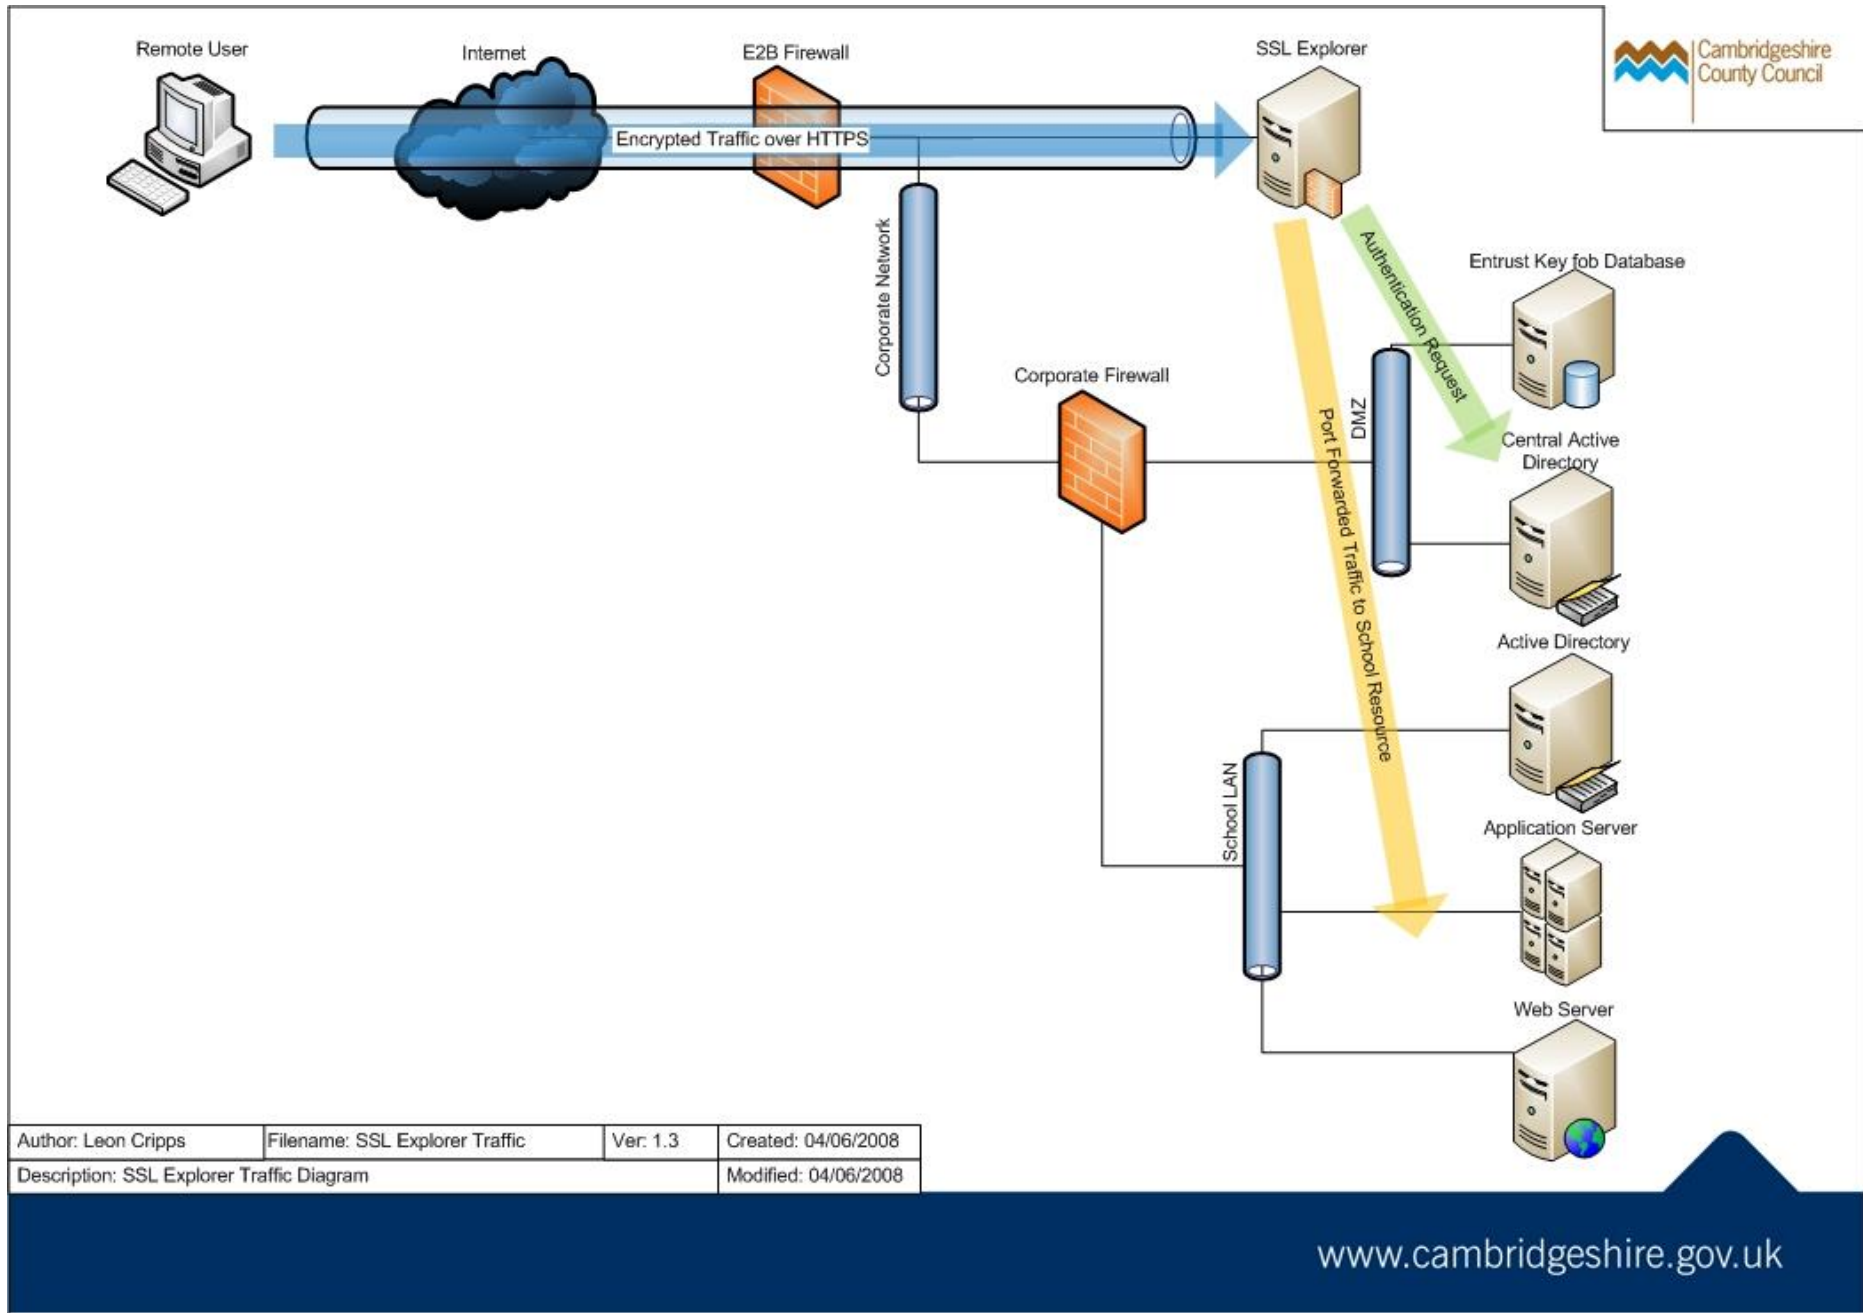 Remote User
Internet
E2B Firewall
SSL Explorer
Cambridgeshire
County Council
Encrypted Traffic over HTTPS
Corporate Network
Authentication Request
Entrust Key fob Database
Corporate Firewall
DMZ
Port Forwarded Traffic to School Resource
Central Active
Directory
Active Directory
School LAN
Application Server
Web Server
Author: Leon Cripps
Filename: SSL Explorer Traffic
Ver: 1.3
Created: 04/06/2008
Description: SSL Explorer Traffic Diagram
Modified: 04/06/2008
www.cambridgeshire.gov.uk